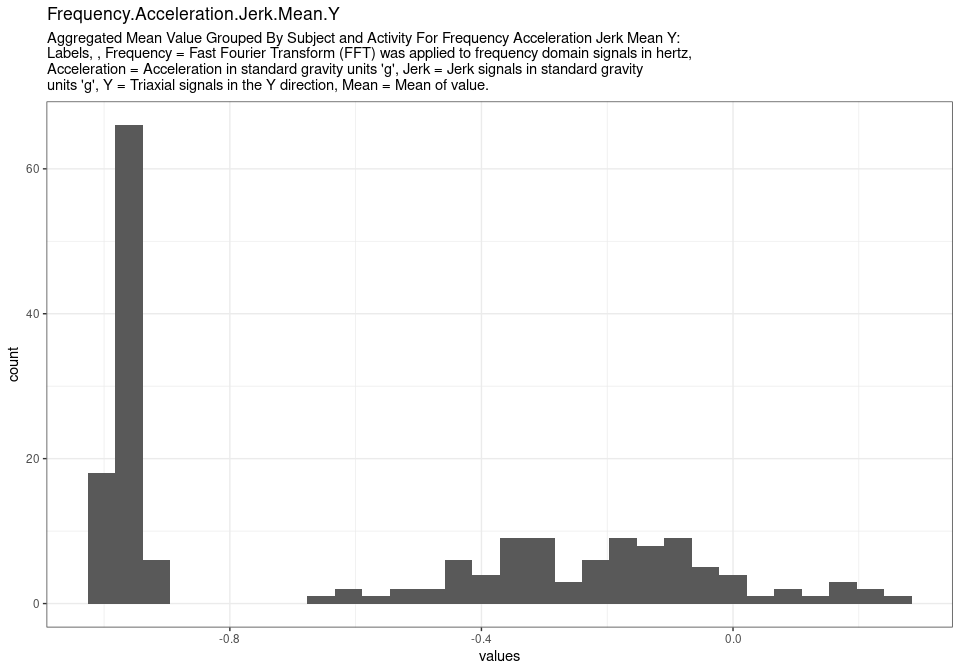 Frequency.Acceleration.Jerk.Mean.Y
Aggregated Mean Value Grouped By Subject and Activity For Frequency Acceleration Jerk Mean Y:
Labels, , Frequency = Fast Fourier Transform (FFT) was applied to frequency domain signals in hertz,
Acceleration = Acceleration in standard gravity units 'g', Jerk = Jerk signals in standard gravity
units 'g', Y = Triaxial signals in the Y direction, Mean = Mean of value.
60
40
20
0
count
-0.8
-0.4
0.0
values